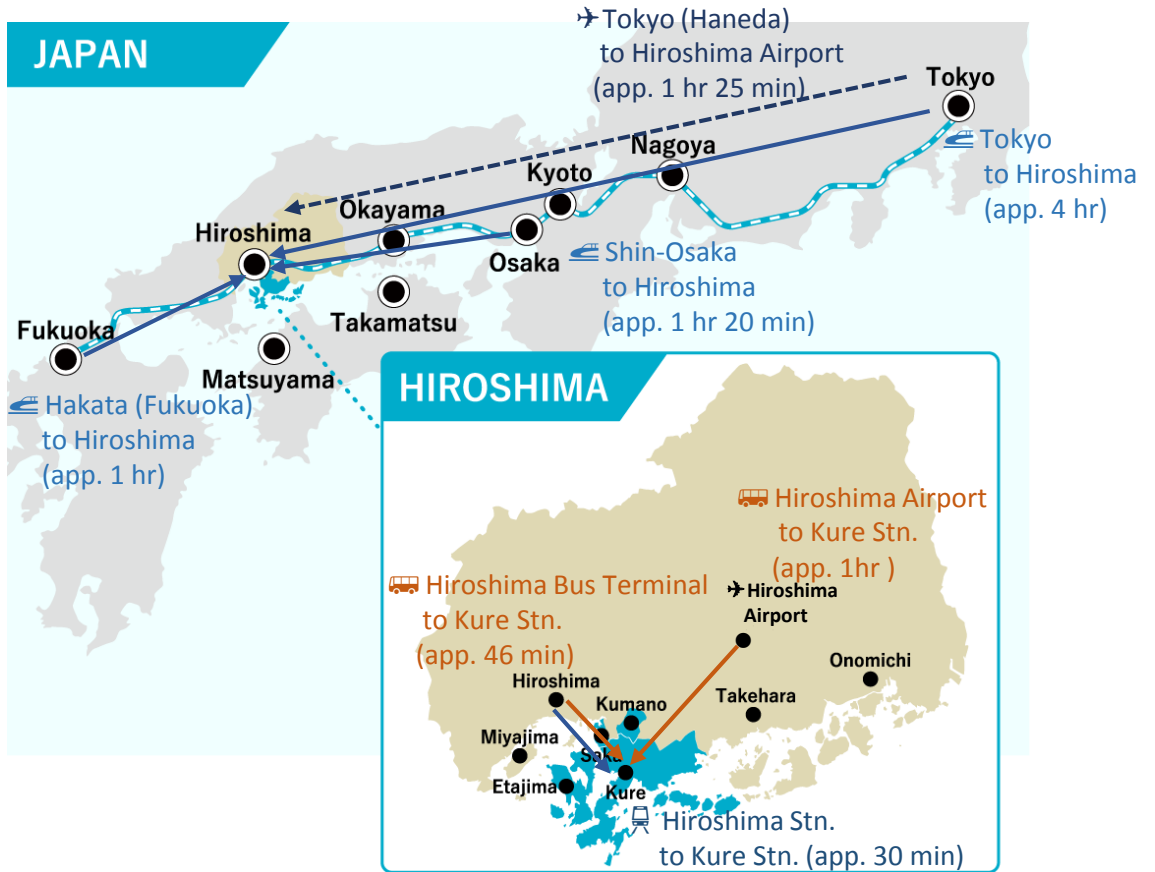 JAPAN
Tokyo (Haneda)
to Hiroshima Airport
(app. 1 hr 25 min)
Tokyo
Tokyo
to Hiroshima
(app. 4 hr)
Nagoya
Kyoto
Okayama
Hiroshima
Osaka
Shin-Osaka
to Hiroshima
(app. 1 hr 20 min)
Takamatsu
Fukuoka
Matsuyama
Hakata (Fukuoka)
to Hiroshima
(app. 1 hr)
HIROSHIMA
Hiroshima Airport
to Kure Stn.
(app. 1hr )
Hiroshima Bus Terminal
to Kure Stn.
(app. 46 min)
Hiroshima
Airport
Onomichi
Hiroshima
Takehara
Kumano
Miyajima
Saka
Etajima
Kure
Hiroshima Stn.
to Kure Stn. (app. 30 min)